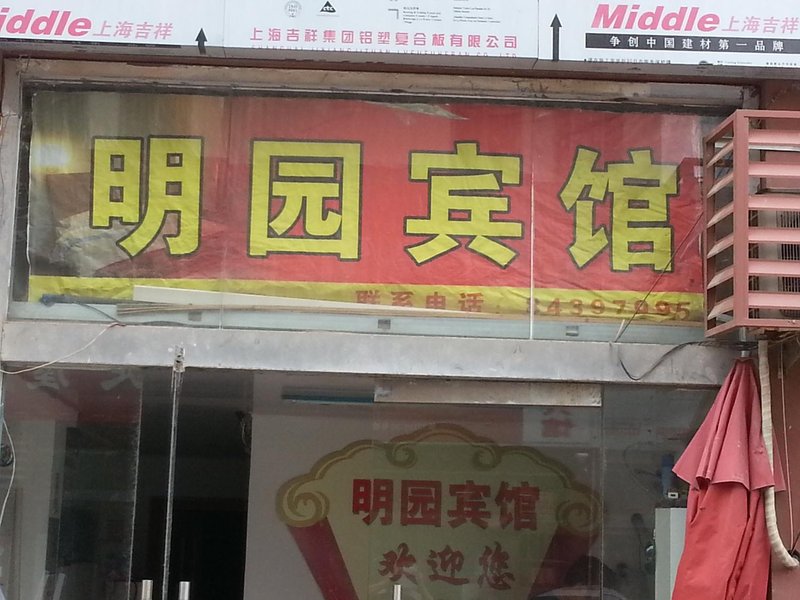 Middle 上海吉祥
上海吉祥集团铝塑复合板有限公司
Middle 上海吉祥
争创中国建材第一品牌
明园宾馆
联系电话：64397095
明园宾馆
欢迎您